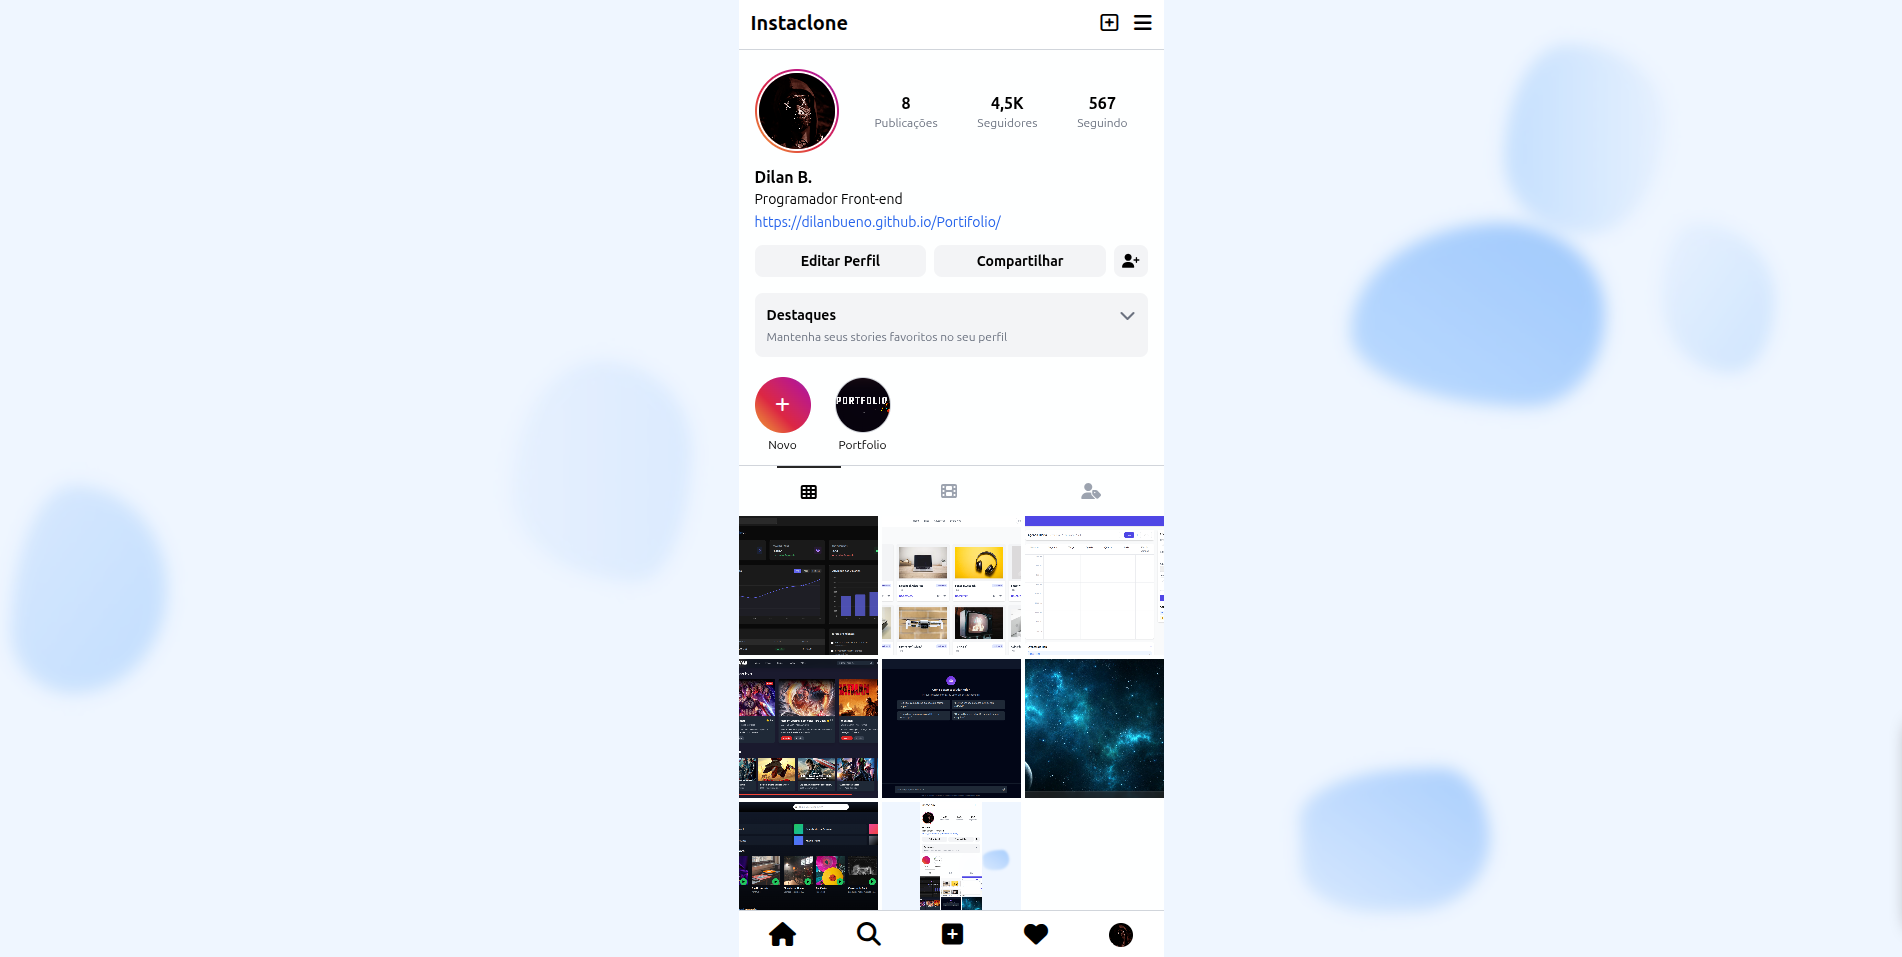 Instaclone
8 4,5K 567
Publicações Seguidores Seguindo
Dilan B.
Programador Front-end
https://dilanbueno.github.io/Portifolio/
Editar Perfil Compartilhar
Destaques
Mantenha seus stories favoritos no seu perfil
PORTFOLIO
Novo Portfolio